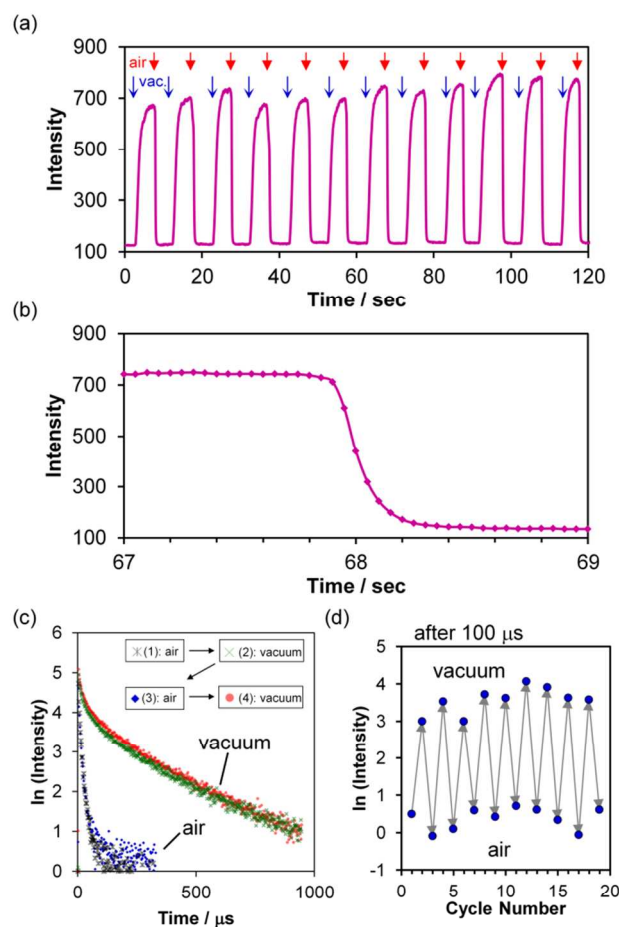 (a)
900
700
500
300
100
Intensity
air
vac.
0 20 40 60 80 100 120
Time / sec
(b)
900
700
500
300
100
Intensity
67 68 69
Time / sec
(c)
6
5
4
3
2
1
0
ln (Intensity)
(1): air
(2): vacuum
(3): air
(4): vacuum
vacuum
air
0 500 1000
Time / μs
(d)
after 100 μs
5
4
3
2
1
0
-1
ln (Intensity)
vacuum
air
0 5 10 15 20
Cycle Number